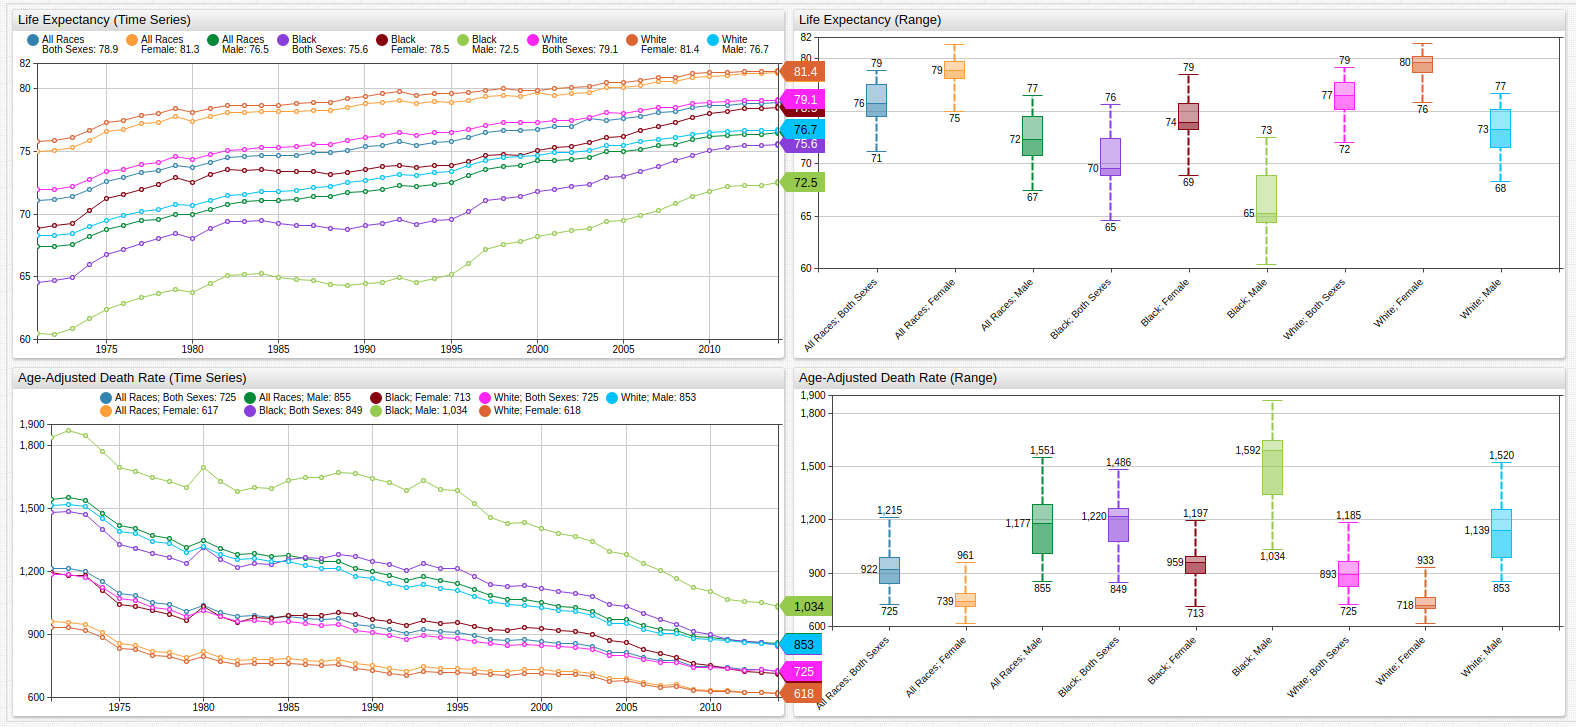 Life Expectancy (Time Series)
All Races All Races All Races Black Black Black White White White
Both Sexes: 78.9 Female: 81.3 Male: 76.5 Both Sexes: 75.6 Female: 78.5 Male: 72.5 Both Sexes: 79.1 Female: 81.4 Male: 76.7
82
80
75
70
65
60
81.4
79.1
76.7
75.6
72.5
1975 1980 1985 1990 1995 2000 2005 2010
Life Expectancy (Range)
82
80
70
65
60
79 76 71
79 75
77 72 67
76 70 65
79 74 69
73 65
79 77 72
80 76
77 73 68
All Races; Both Sexes
All Races; Female
All Races; Male
Black; Both Sexes
Black; Female
Black; Male
White; Both Sexes
White; Female
White; Male
Age-Adjusted Death Rate (Time Series)
All Races; Both Sexes: 725 All Races; Male: 855 Black; Female: 713 White; Both Sexes: 725 White; Male: 853
All Races; Female: 617 Black; Both Sexes: 849 Black; Male: 1,034 White; Female: 618
1,900
1,800
1,500
1,200
900
600
1,034
853
725
618
1975 1980 1985 1990 1995 2000 2005 2010
Age-Adjusted Death Rate (Range)
1,900
1,800
1,500
1,200
900
600
1,215 922 725
961 739
1,551 1,177 855
1,486 1,220 849
1,197 959 713
1,592 1,034
1,185 893 725
933 718
1,520 1,139 853
All Races; Both Sexes
All Races; Female
All Races; Male
Black; Both Sexes
Black; Female
Black; Male
White; Both Sexes
White; Female
White; Male